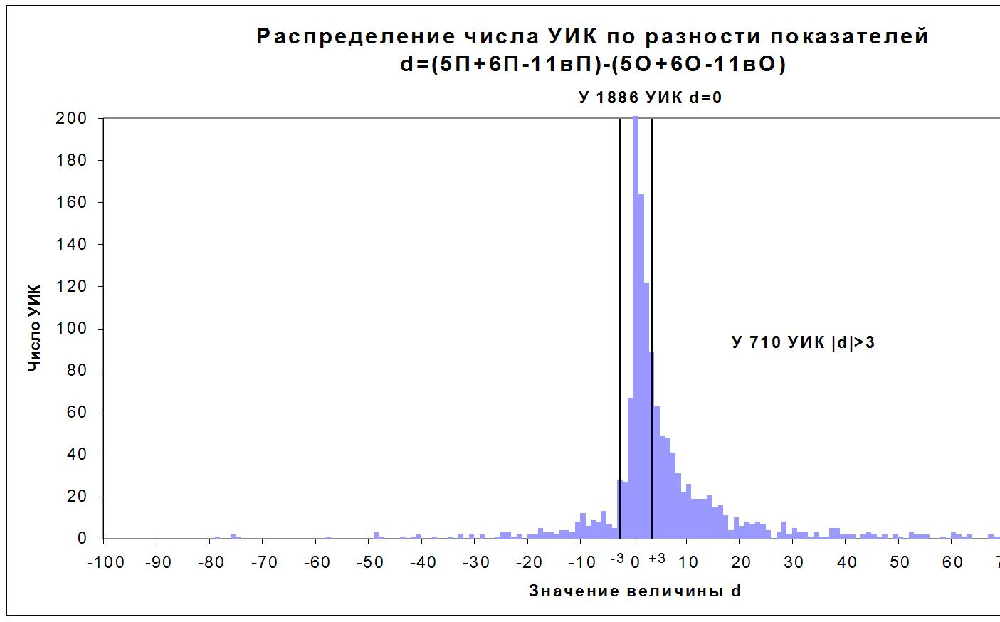 Распределение числа УИК по разности показателей
d=(5П+6П-11вП)-(5О+6О-11вО)
У 1886 УИК d=0
200
180
160
140
120
100
80
60
40
20
0
Число УИК
У 710 УИК |d|>3
-100 -90 -80 -70 -60 -50 -40 -30 -20 -10 -3 0 +3 10 20 30 40 50 60
Значение величины d